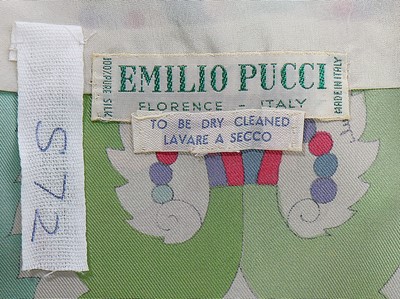 100% PURE SILK
EMILIO PUCCI
MADE IN ITALY
FLORENCE - ITALY
TO BE DRY CLEANED
LAVARE A SECCO
S72